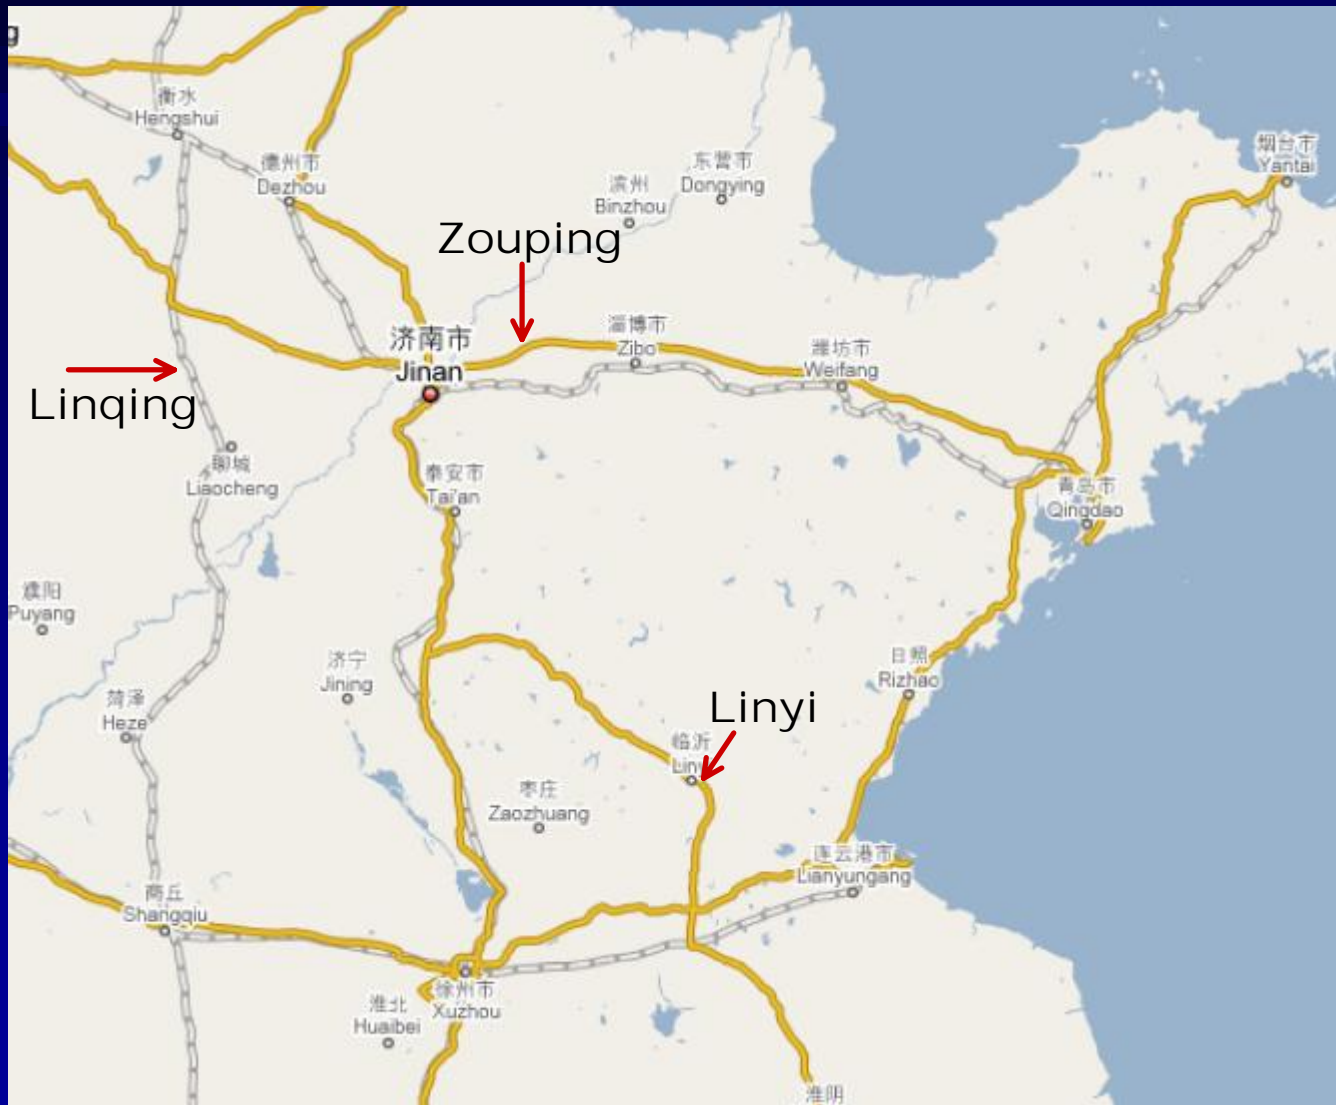 g
衡水
Hengshui
德州市
Dezhou
滨州
Binzhou
东营市
Dongying
烟台市
Yantai
Zouping
济南市
Jinan
淄博市
Zibo
潍坊市
Weifang
Linqing
聊城
Liaocheng
泰安市
Tai'an
青岛市
Qingdao
濮阳
Puyang
济宁
Jining
日照
Rizhao
菏泽
Heze
Linyi
临沂
枣庄
Zaozhuang
连云港市
Lianyungang
商丘
Shangqiu
徐州市
Xuzhou
淮北
Huaibei
淮阴